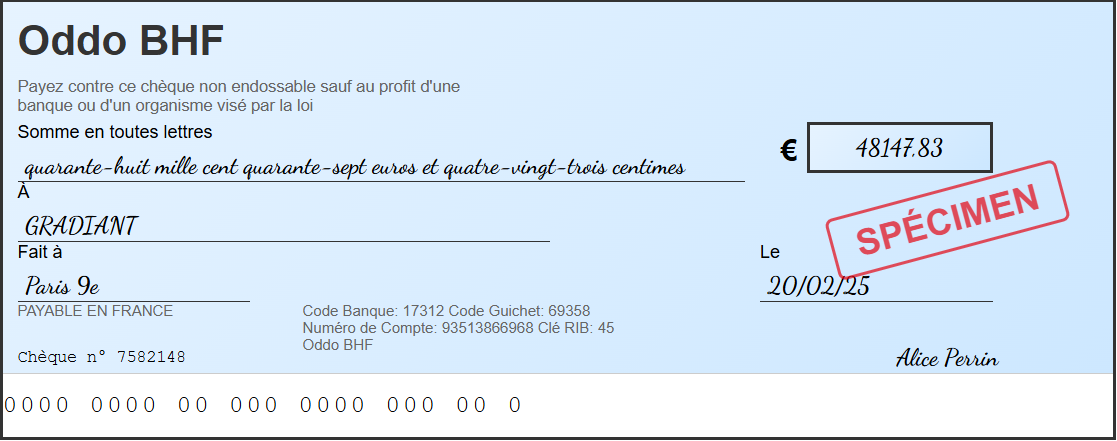 Oddo BHF
Payez contre ce chèque non endossable sauf au profit d'une
banque ou d'un organisme visé par la loi
Somme en toutes lettres
quarante-huit mille cent quarante-sept euros et quatre-vingt-trois centimes
€ 48147.83
À
GRADIANT
SPÉCIMEN
Fait à
Le
Paris 9e
20/02/25
PAYABLE EN FRANCE
Code Banque: 17312 Code Guichet: 69358
Numéro de Compte: 93513866968 Clé RIB: 45
Oddo BHF
Chèque n° 7582148
Alice Perrin
0000 0000 00 000 0000 000 00 0